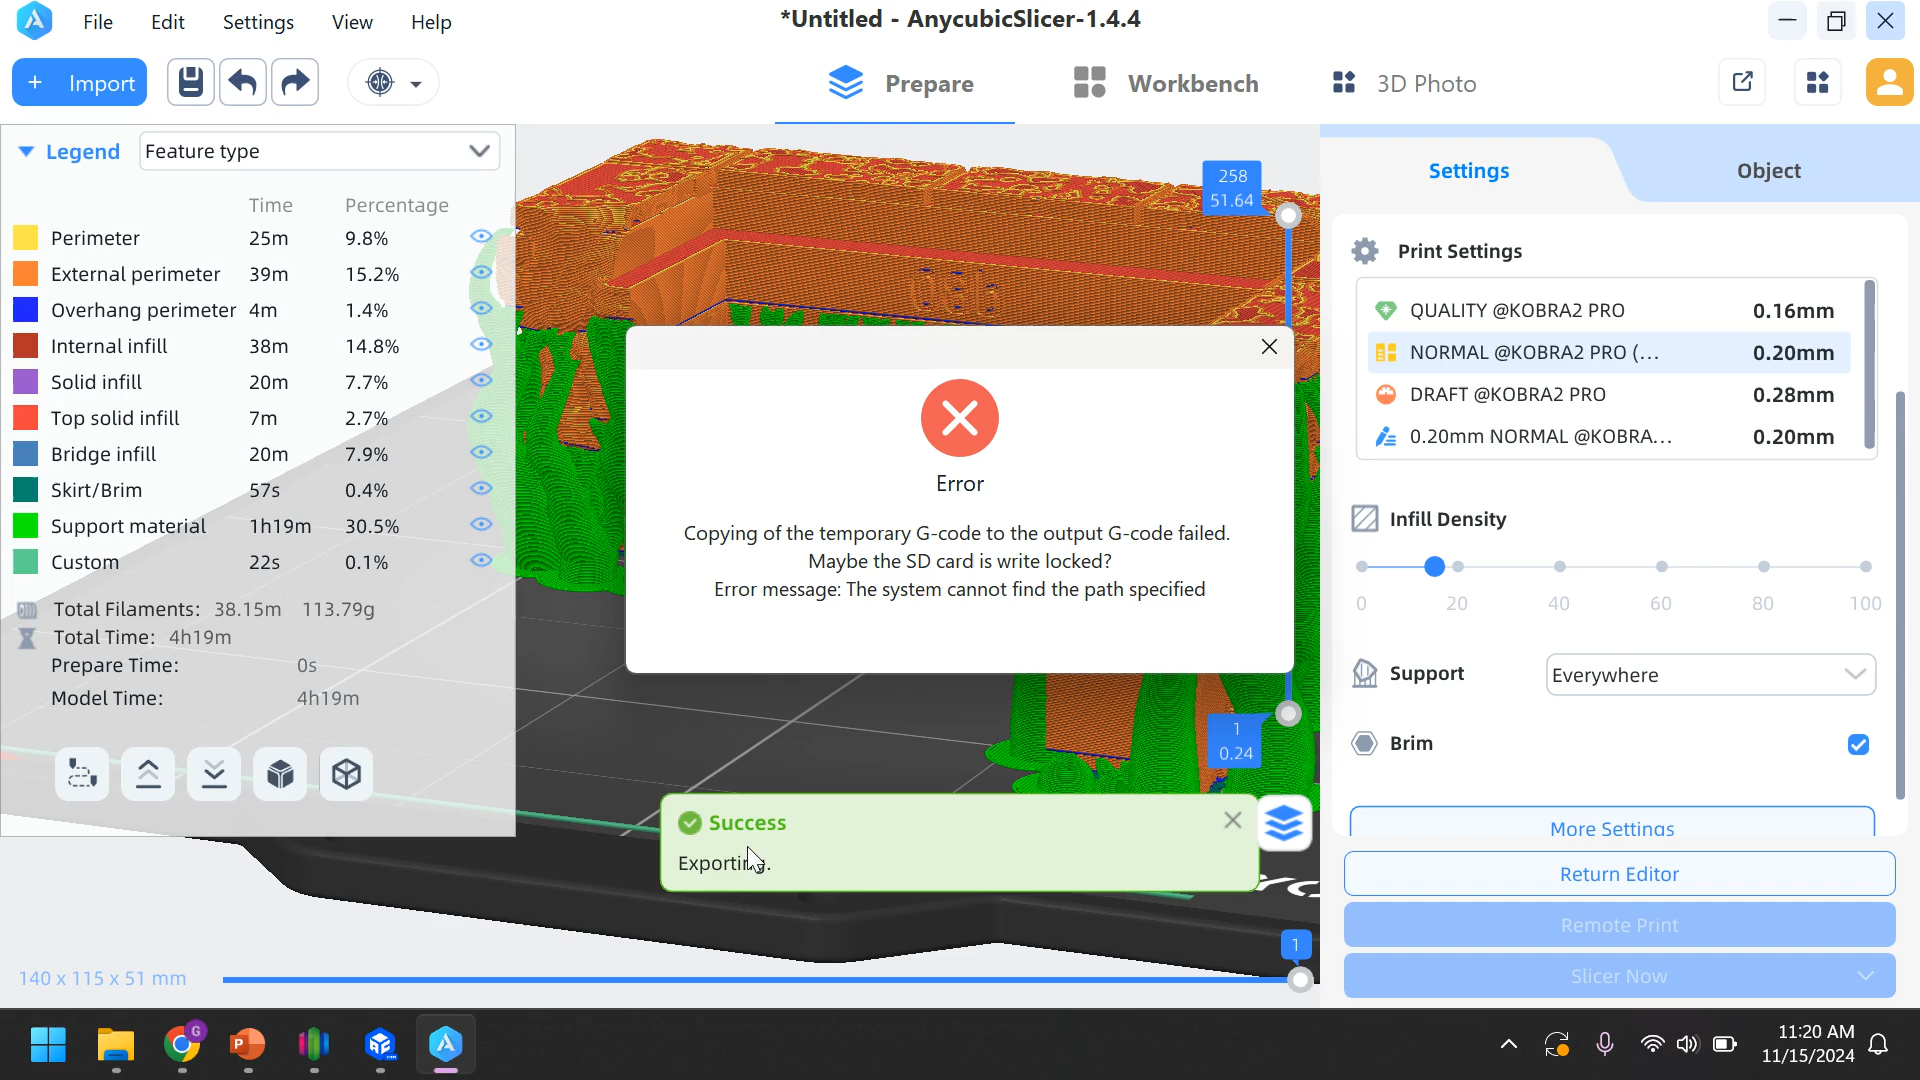 File Edit Settings View Help
*Untitled - AnycubicSlicer-1.4.4
+ Import
Prepare
Workbench
3D Photo
Legend
Feature type
Time Percentage
Perimeter 25m 9.8%
External perimeter 39m 15.2%
Overhang perimeter 4m 1.4%
Internal infill 38m 14.8%
Solid infill 20m 7.7%
Top solid infill 7m 2.7%
Bridge infill 20m 7.9%
Skirt/Brim 57s 0.4%
Support material 1h19m 30.5%
Custom 22s 0.1%
Total Filaments: 38.15m 113.79g
Total Time: 4h19m
Prepare Time: 0s
Model Time: 4h19m
140 x 115 x 51 mm
258
51.64
Error
Copying of the temporary G-code to the output G-code failed.
Maybe the SD card is write locked?
Error message: The system cannot find the path specified
1
0.24
Success
Exporting.
1
Settings
Object
Print Settings
QUALITY @KOBRA2 PRO 0.16mm
NORMAL @KOBRA2 PRO (... 0.20mm
DRAFT @KOBRA2 PRO 0.28mm
0.20mm NORMAL @KOBRA... 0.20mm
Infill Density
0 20 40 60 80 100
Support
Everywhere
Brim
More Settings
Return Editor
Remote Print
Slicer Now
G
P
11:20 AM
11/15/2024